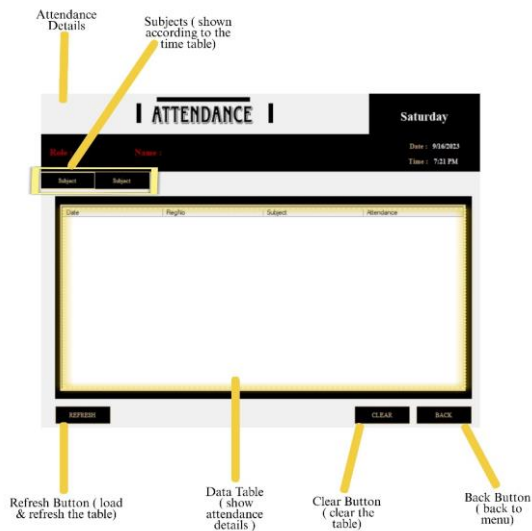 Attendance
Details
Subjects ( shown
according to the
time table)
ATTENDANCE
Saturday
Role
Name :
Date : 9/16/2023
Time : 7:21 PM
Subject Subject
Date RegNo Subject Attendance
REFRESH CLEAR BACK
Refresh Button ( load
& refresh the table)
Data Table
( show
attendance
details )
Clear Button
( clear the
table)
Back Button
( back to
menu)